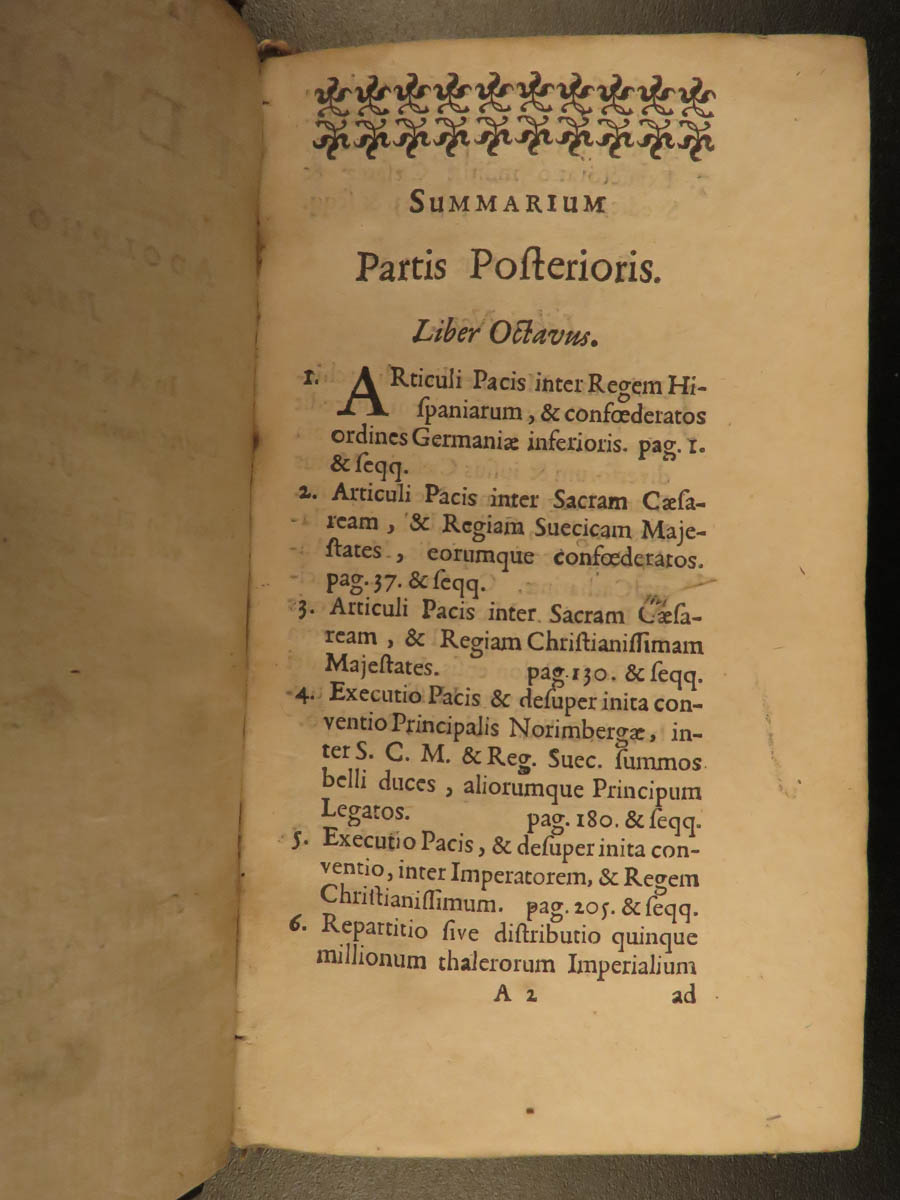 SUMMARIUM
Partis Poſterioris.
Liber Octavus.
1. ARticuli Pacis inter Regem Hi-
ſpaniarum, & confœderatos
ordines Germaniæ inferioris. pag. 1.
& ſeqq.
2. Articuli Pacis inter Sacram Cæſa-
ream, & Regiam Suecicam Maje-
ſtates, eorumque confœderatos.
pag. 37. & ſeqq.
3. Articuli Pacis inter Sacram Cæſa-
ream, & Regiam Chriſtianiſſimam
Majeſtates. pag. 130. & ſeqq.
4. Executio Pacis & deſuper inita con-
ventio Principalis Norimbergæ, in-
ter S. C. M. & Reg. Suec. ſummos
belli duces, aliorumque Principum
Legatos. pag. 180. & ſeqq.
5. Executio Pacis, & deſuper inita con-
ventio, inter Imperatorem, & Regem
Chriſtianiſſimum. pag. 205. & ſeqq.
6. Repartitio ſive diſtributio quinque
millionum thalerorum Imperialium
A 2 ad